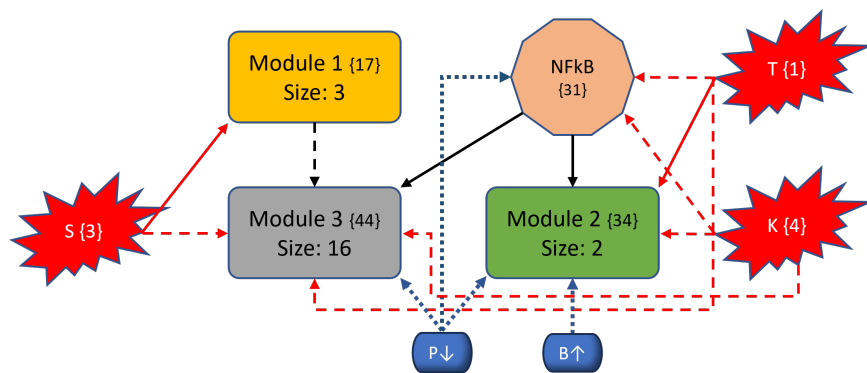 Module 1 {17}
Size: 3
NFkB
{31}
T {1}
S {3}
Module 3 {44}
Size: 16
Module 2 {34}
Size: 2
K {4}
P↓
B↑